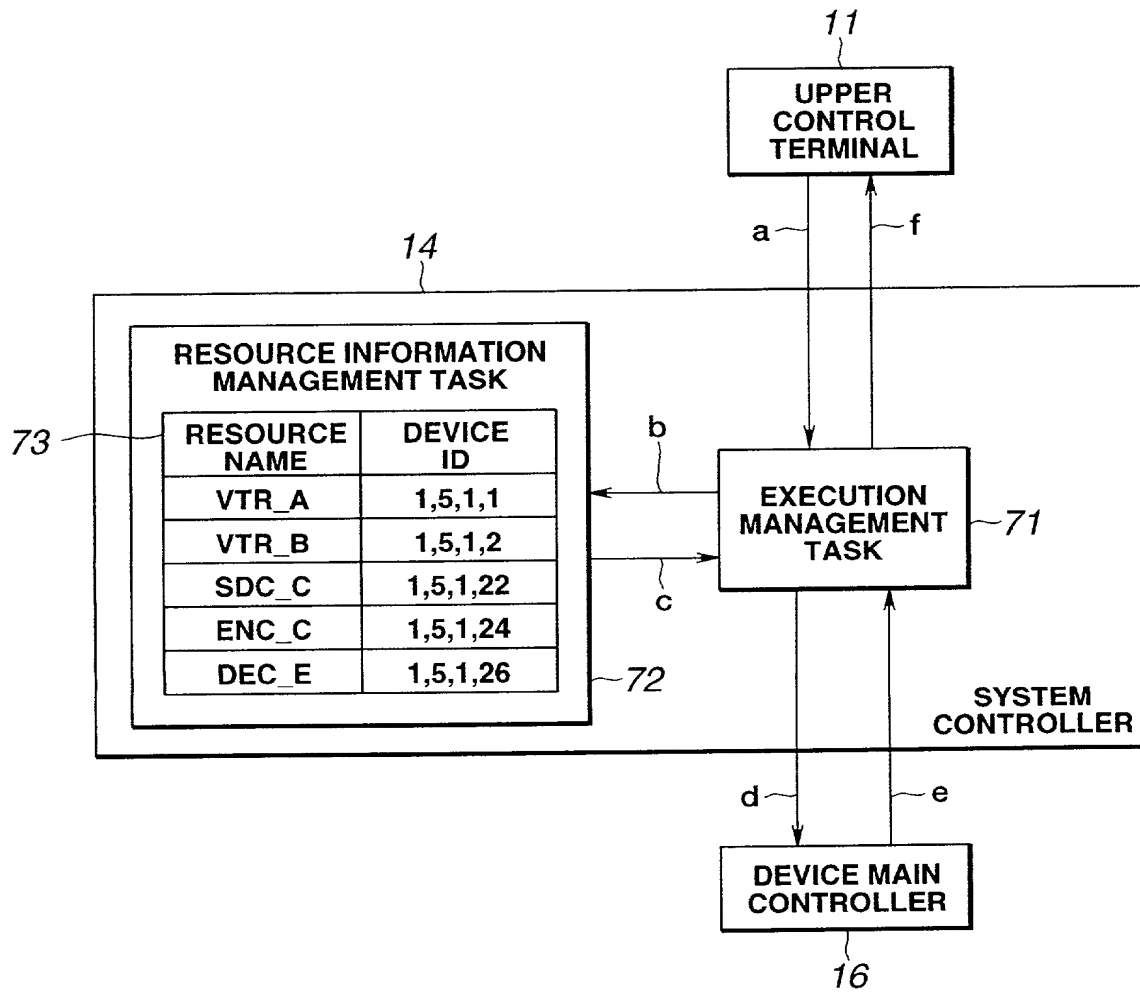 11
UPPER
CONTROL
TERMINAL
a
f
14
RESOURCE INFORMATION
MANAGEMENT TASK
73
RESOURCE NAME
DEVICE ID
VTR_A 1,5,1,1
VTR_B 1,5,1,2
SDC_C 1,5,1,22
ENC_C 1,5,1,24
DEC_E 1,5,1,26
72
b
c
EXECUTION
MANAGEMENT
TASK
71
SYSTEM
CONTROLLER
d
e
DEVICE MAIN
CONTROLLER
16